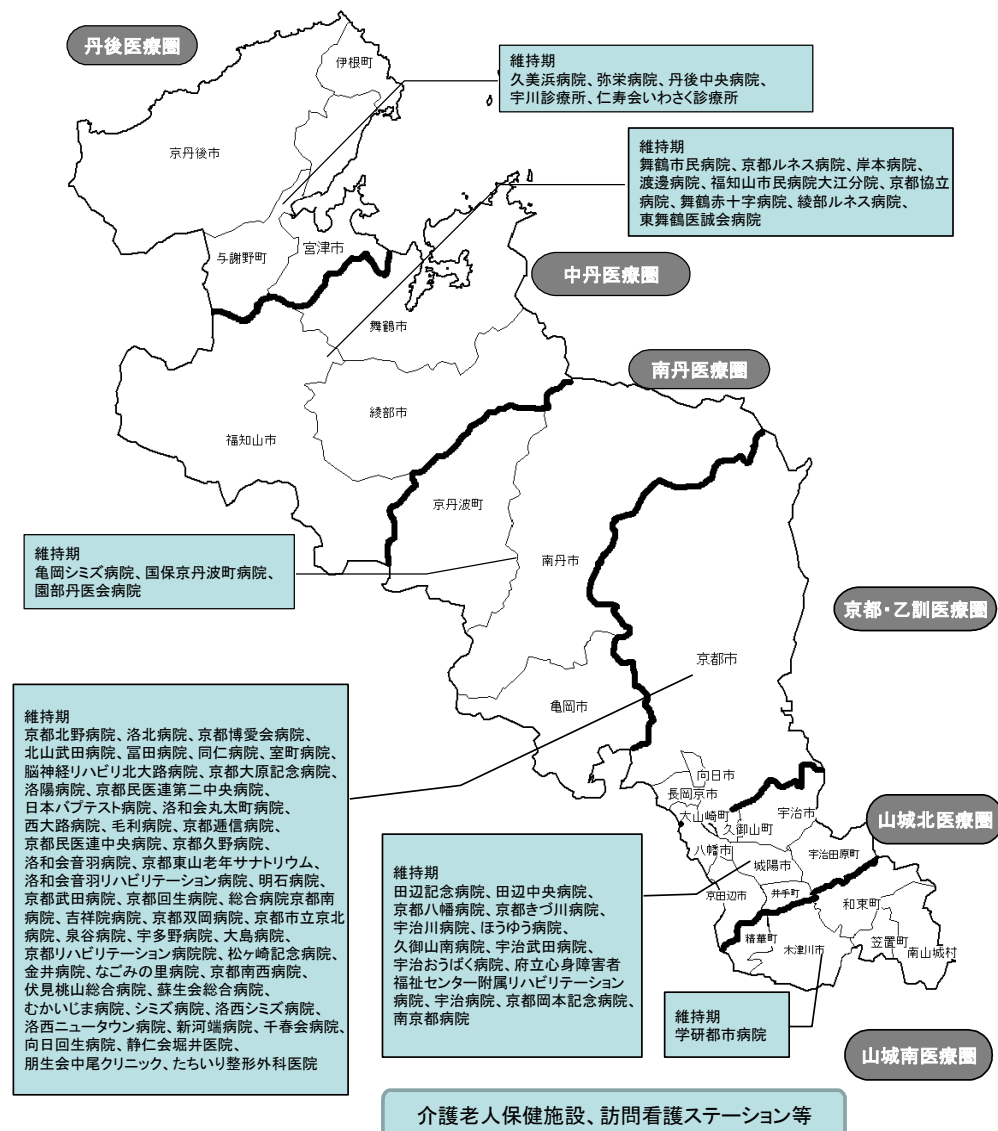 丹後医療圏
伊根町
京丹後市
与謝野町
宮津市
維持期
久美浜病院、弥栄病院、丹後中央病院、
宇川診療所、仁寿会いわさく診療所
維持期
舞鶴市民病院、京都ルネス病院、岸本病院、
渡邊病院、福知山市民病院大江分院、京都協立
病院、舞鶴赤十字病院、綾部ルネス病院、
東舞鶴医誠会病院
中丹医療圏
舞鶴市
綾部市
福知山市
南丹医療圏
京丹波町
南丹市
亀岡市
維持期
亀岡シミズ病院、国保京丹波町病院、
園部丹医会病院
京都・乙訓医療圏
京都市
向日市
長岡京市
大山崎町
維持期
京都北野病院、洛北病院、京都博愛会病院、
北山武田病院、冨田病院、同仁病院、室町病院、
脳神経リハビリ北大路病院、京都大原記念病院、
洛陽病院、京都民医連第二中央病院、
日本バプテスト病院、洛和会丸太町病院、
西大路病院、毛利病院、京都逓信病院、
京都民医連中央病院、京都久野病院、
洛和会音羽病院、京都東山老年サナトリウム、
洛和会音羽リハビリテーション病院、明石病院、
京都武田病院、京都回生病院、総合病院京都南
病院、吉祥院病院、京都双岡病院、京都市立京北
病院、泉谷病院、宇多野病院、大島病院、
京都リハビリテーション病院院、松ヶ崎記念病院、
金井病院、なごみの里病院、京都南西病院、
伏見桃山総合病院、蘇生会総合病院、
むかいじま病院、シミズ病院、洛西シミズ病院、
洛西ニュータウン病院、新河端病院、千春会病院、
向日回生病院、静仁会堀井医院、
朋生会中尾クリニック、たちいり整形外科医院
山城北医療圏
宇治市
久御山町
八幡市
城陽市
宇治田原町
京田辺市
井手町
維持期
田辺記念病院、田辺中央病院、
京都八幡病院、京都きづ川病院、
宇治川病院、ほうゆう病院、
久御山南病院、宇治武田病院、
宇治おうばく病院、府立心身障害者
福祉センター附属リハビリテーション
病院、宇治病院、京都岡本記念病院、
南京都病院
和束町
精華町
木津川市
笠置町
南山城村
維持期
学研都市病院
山城南医療圏
介護老人保健施設、訪問看護ステーション等